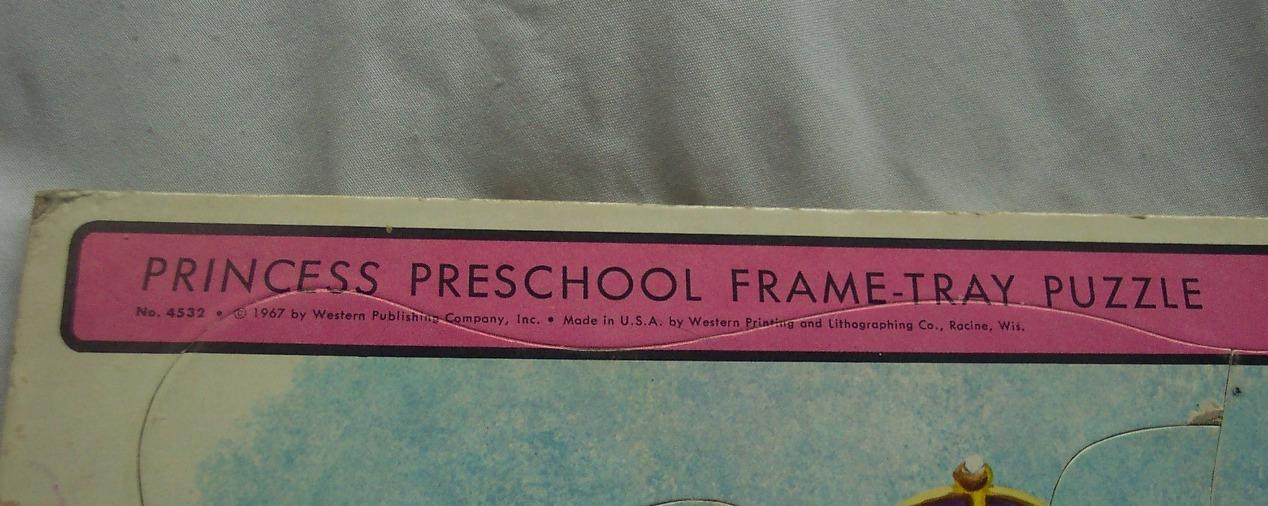 PRINCESS PRESCHOOL FRAME-TRAY PUZZLE
No. 4532 • © 1967 by Western Publishing Company, Inc. • Made in U.S.A. by Western Printing and Lithographing Co., Racine, Wis.